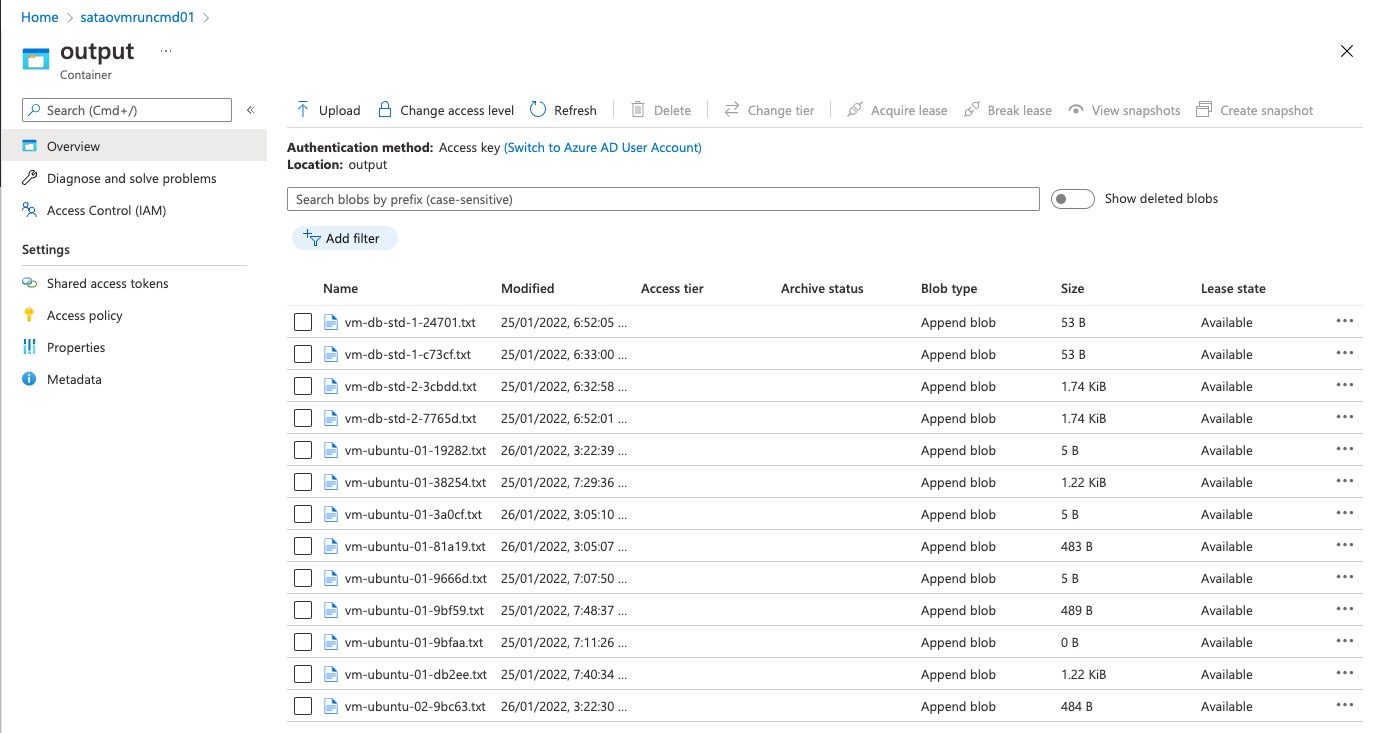 Home > sataovmruncmd01 >
output ...
Container
Search (Cmd+/)
«
Overview
Diagnose and solve problems
Access Control (IAM)
Settings
Shared access tokens
Access policy
Properties
Metadata
Upload Change access level Refresh Delete Change tier Acquire lease Break lease View snapshots Create snapshot
Authentication method: Access key (Switch to Azure AD User Account)
Location: output
Search blobs by prefix (case-sensitive) Show deleted blobs
Add filter
Name Modified Access tier Archive status Blob type Size Lease state
vm-db-std-1-24701.txt 25/01/2022, 6:52:05 ... Append blob 53 B Available ...
vm-db-std-1-c73cf.txt 25/01/2022, 6:33:00 ... Append blob 53 B Available ...
vm-db-std-2-3cbdd.txt 25/01/2022, 6:32:58 ... Append blob 1.74 KiB Available ...
vm-db-std-2-7765d.txt 25/01/2022, 6:52:01 ... Append blob 1.74 KiB Available ...
vm-ubuntu-01-19282.txt 26/01/2022, 3:22:39 ... Append blob 5 B Available ...
vm-ubuntu-01-38254.txt 25/01/2022, 7:29:36 ... Append blob 1.22 KiB Available ...
vm-ubuntu-01-3a0cf.txt 26/01/2022, 3:05:10 ... Append blob 5 B Available ...
vm-ubuntu-01-81a19.txt 26/01/2022, 3:05:07 ... Append blob 483 B Available ...
vm-ubuntu-01-9666d.txt 25/01/2022, 7:07:50 ... Append blob 5 B Available ...
vm-ubuntu-01-9bf59.txt 25/01/2022, 7:48:37 ... Append blob 489 B Available ...
vm-ubuntu-01-9bfaa.txt 25/01/2022, 7:11:26 ... Append blob 0 B Available ...
vm-ubuntu-01-db2ee.txt 25/01/2022, 7:40:34 ... Append blob 1.22 KiB Available ...
vm-ubuntu-02-9bc63.txt 26/01/2022, 3:22:30 ... Append blob 484 B Available ...